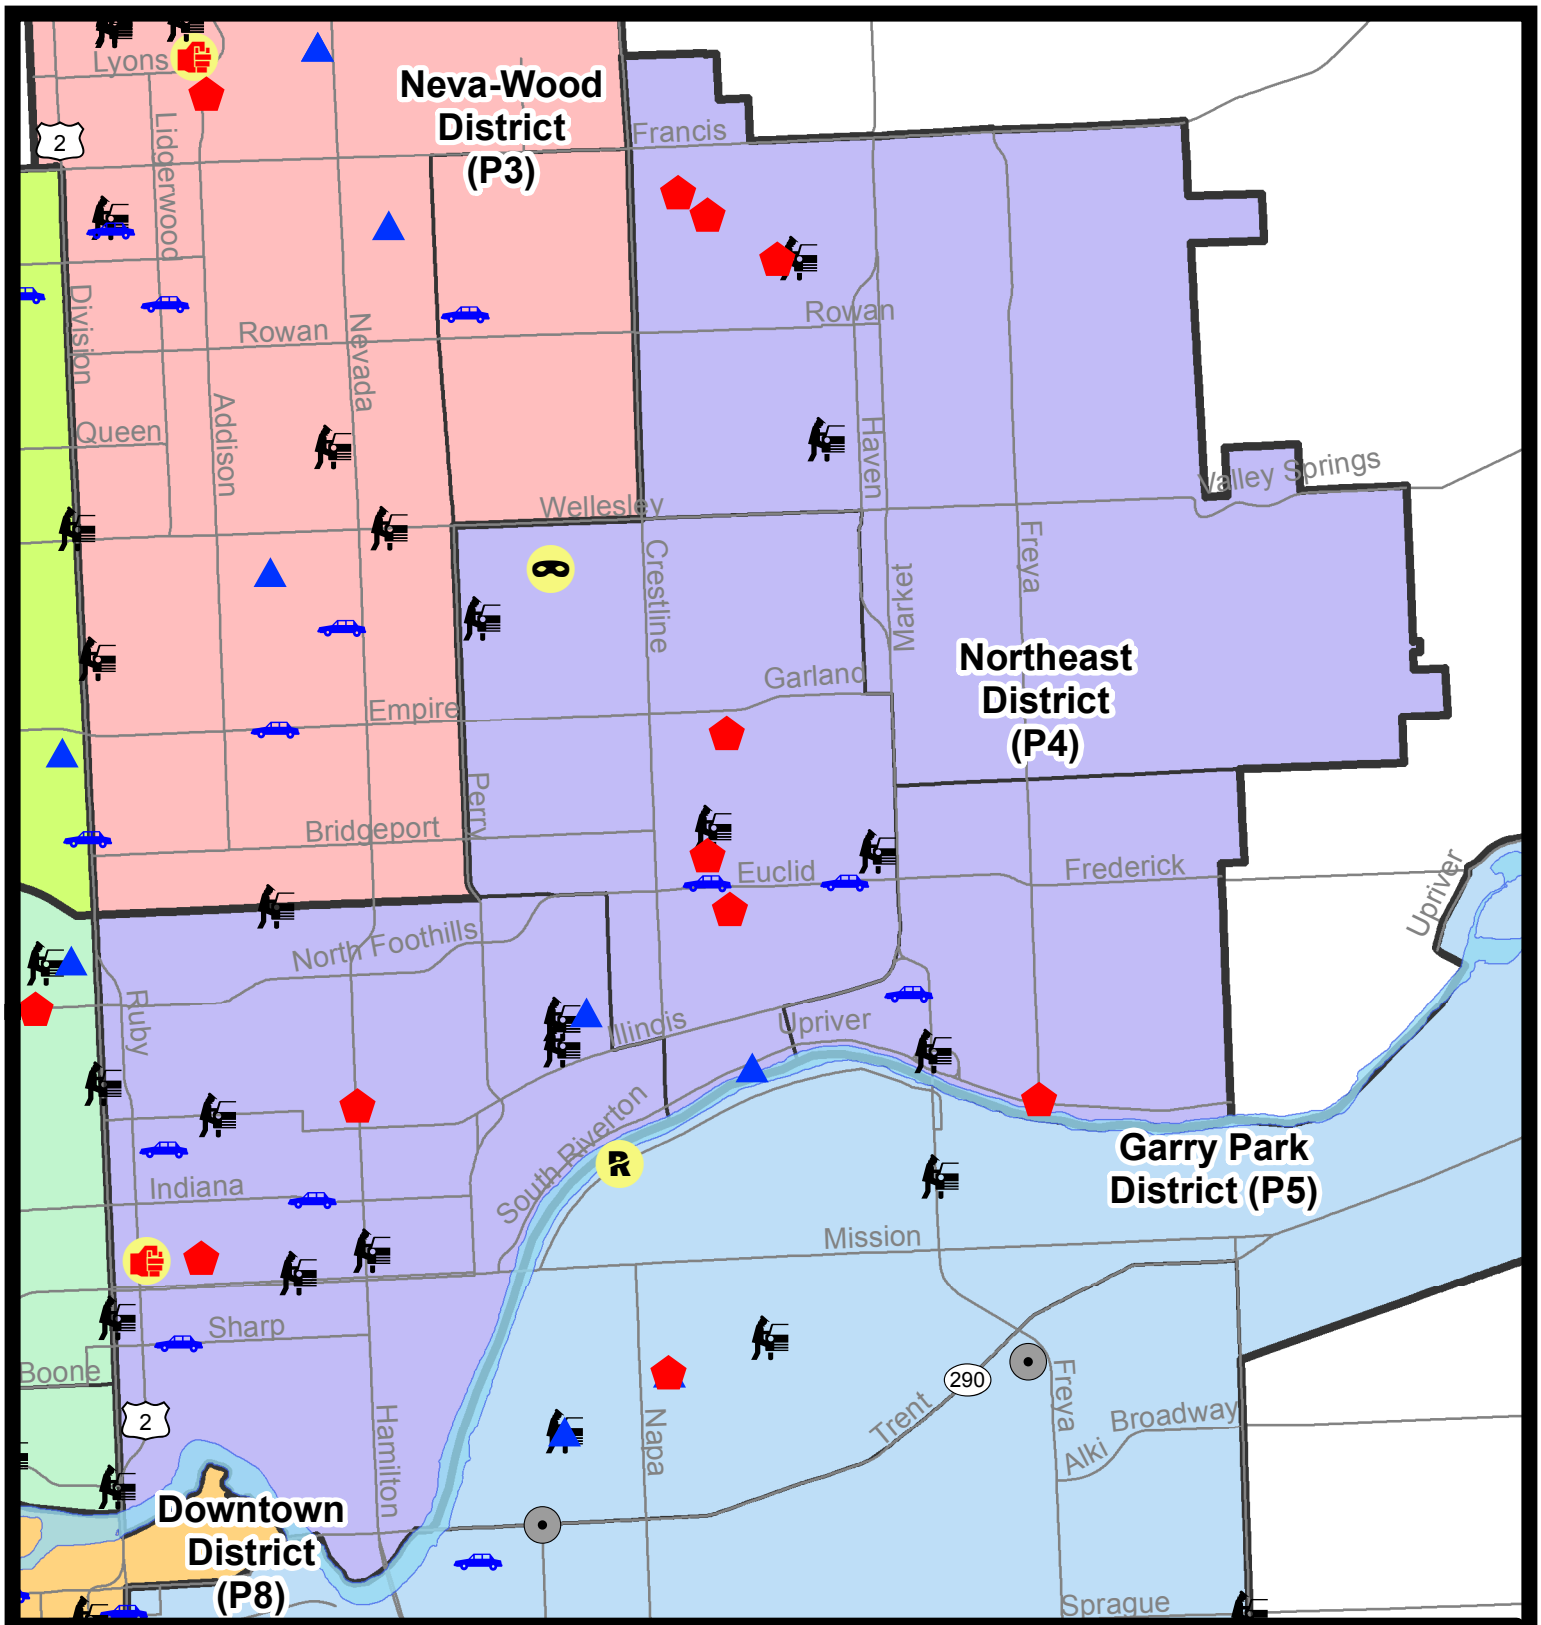 Lyons
Neva-Wood
District
(P3)
Francis
2
Lidgerwood
Division
Rowan
Nevada
Rowan
Addison
Queen
Haven
Valley Springs
Wellesley
Crestline
Freya
Market
Northeast
District
(P4)
Garland
Empire
Perry
Bridgeport
Euclid
Frederick
Upriver
North Foothills
Ruby
Illinois
Upriver
South Riverton
Garry Park
District (P5)
Indiana
Mission
Sharp
Boone
290
Freya
2
Hamilton
Napa
Trent
Broadway
Alki
Downtown
District
(P8)
Sprague
R